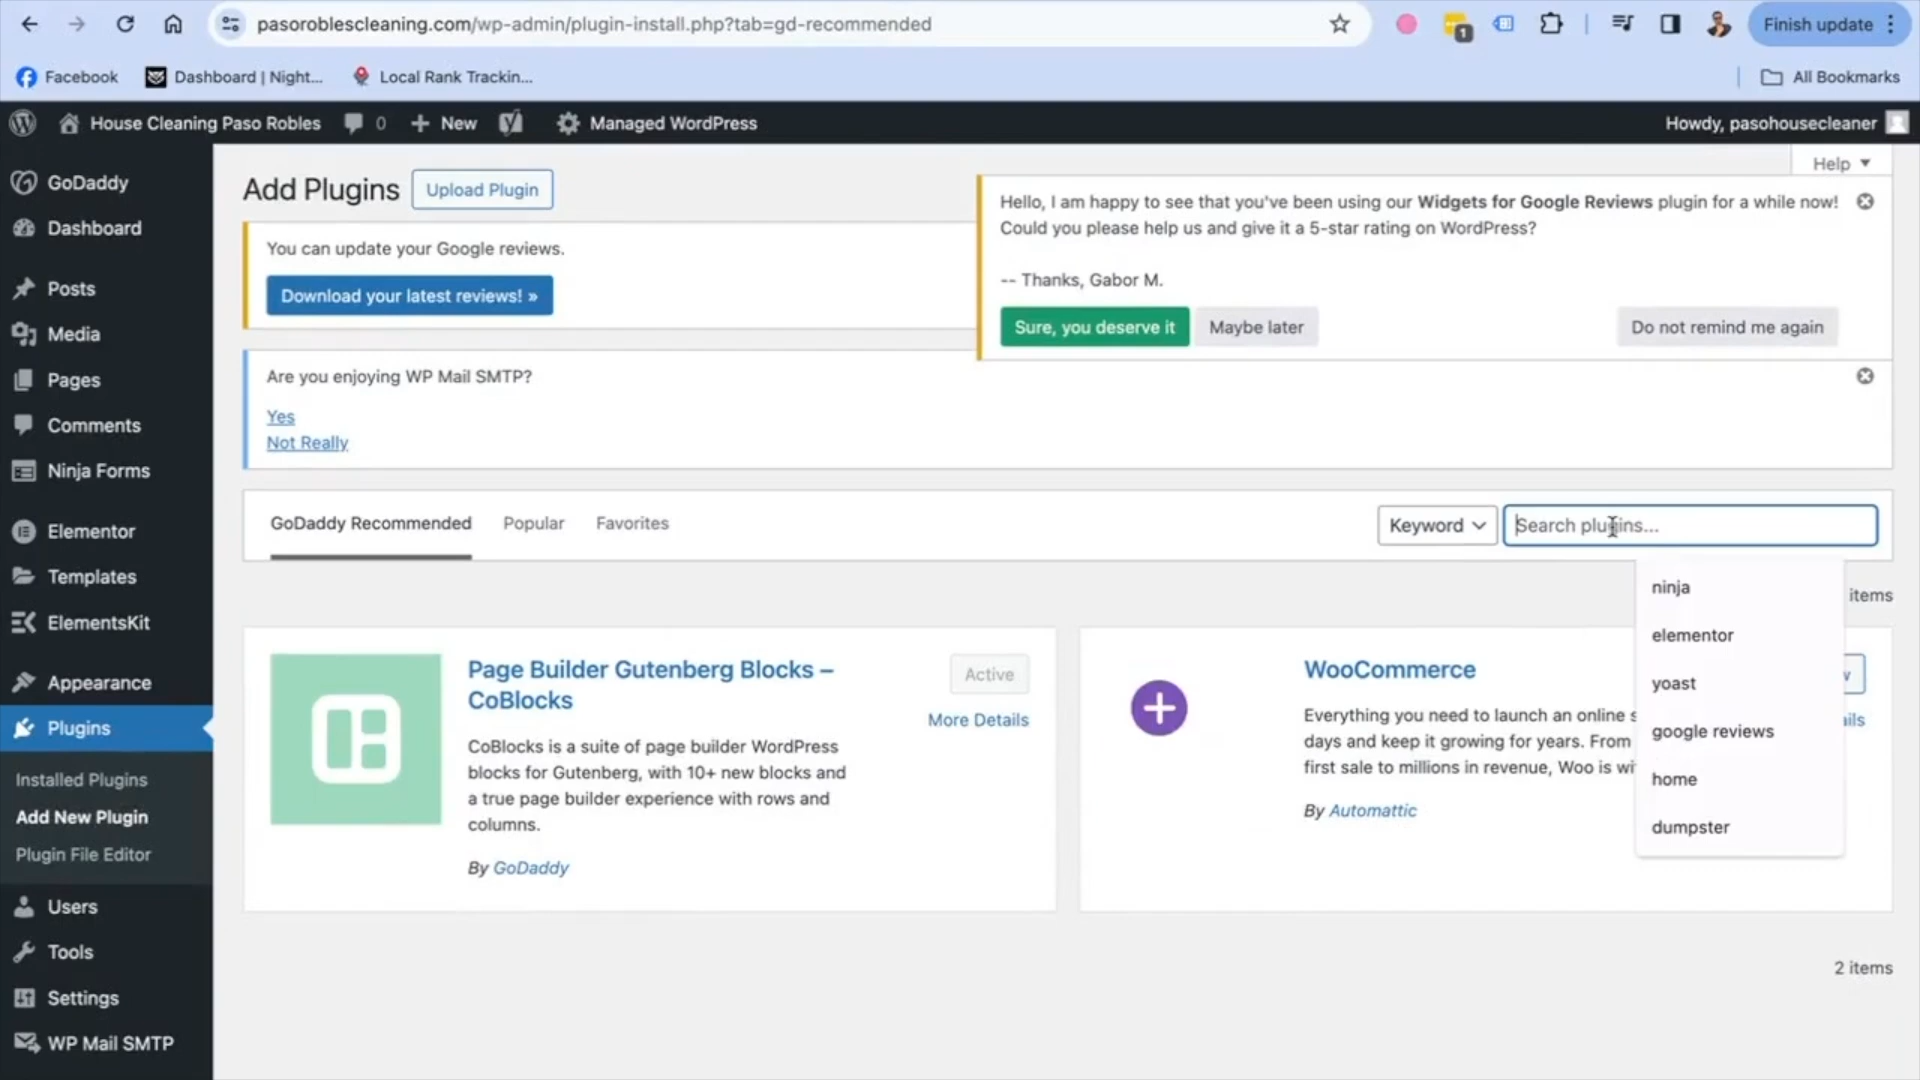 pasoroblescleaning.com/wp-admin/plugin-install.php?tab=gd-recommended
1
Finish update
Facebook
Dashboard | Night...
Local Rank Trackin...
All Bookmarks
House Cleaning Paso Robles
0
New
Managed WordPress
Howdy, pasohousecleaner
GoDaddy
Dashboard
Posts
Media
Pages
Comments
Ninja Forms
Elementor
Templates
ElementsKit
Appearance
Plugins
Installed Plugins
Add New Plugin
Plugin File Editor
Users
Tools
Settings
WP Mail SMTP
Help
Add Plugins
Upload Plugin
You can update your Google reviews.
Download your latest reviews! »
Hello, I am happy to see that you've been using our Widgets for Google Reviews plugin for a while now!
Could you please help us and give it a 5-star rating on WordPress?
-- Thanks, Gabor M.
Sure, you deserve it
Maybe later
Do not remind me again
Are you enjoying WP Mail SMTP?
Yes
Not Really
GoDaddy Recommended
Popular
Favorites
Keyword
Search plugins...
ninja
elementor
yoast
google reviews
home
dumpster
items
Page Builder Gutenberg Blocks –
CoBlocks
Active
More Details
CoBlocks is a suite of page builder WordPress
blocks for Gutenberg, with 10+ new blocks and
a true page builder experience with rows and
columns.
By GoDaddy
WooCommerce
Everything you need to launch an online s
days and keep it growing for years. From
first sale to millions in revenue, Woo is wi
By Automattic
2 items